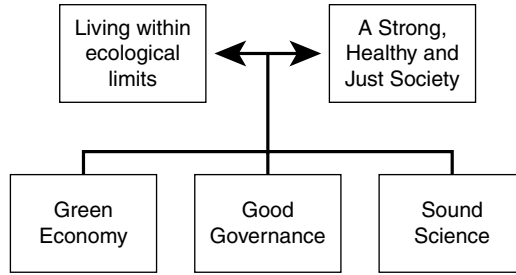 Living within
ecological
limits
A Strong,
Healthy and
Just Society
Green
Economy
Good
Governance
Sound
Science